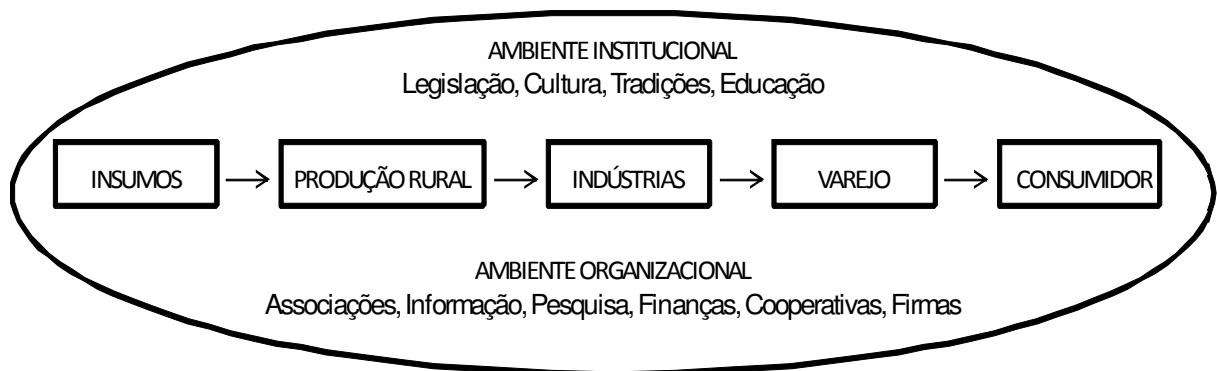 AMBIENTE INSTITUCIONAL
Legislação, Cultura, Tradições, Educação
INSUMOS
PRODUÇÃO RURAL
INDÚSTRIAS
VAREJO
CONSUMIDOR
AMBIENTE ORGANIZACIONAL
Associações, Informação, Pesquisa, Finanças, Cooperativas, Firmas